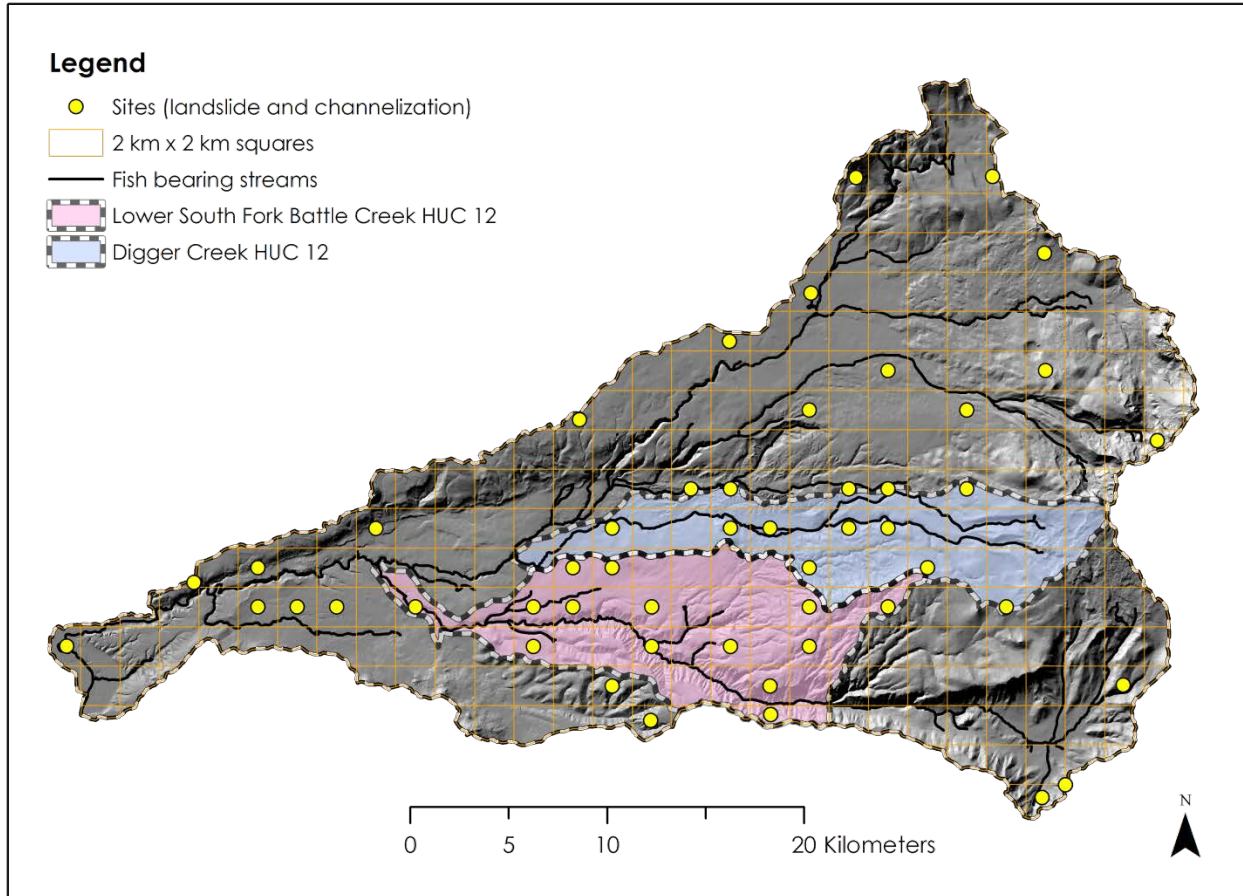 Legend
Sites (landslide and channelization)
2 km x 2 km squares
Fish bearing streams
Lower South Fork Battle Creek HUC 12
Digger Creek HUC 12
0 5 10 20 Kilometers
N